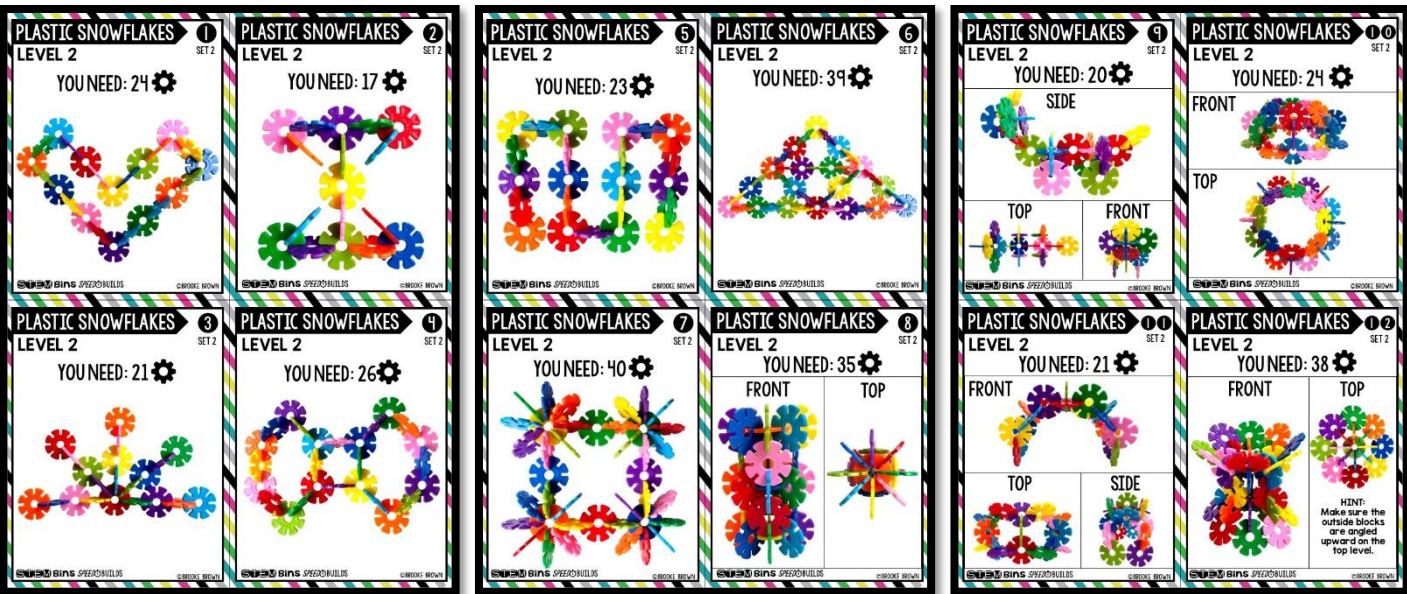 PLASTIC SNOWFLAKES 1
LEVEL 2
SET 2
YOU NEED: 24
STEM Bins SPEED BUILDS
©BROOKE BROWN
PLASTIC SNOWFLAKES 2
LEVEL 2
SET 2
YOU NEED: 17
STEM Bins SPEED BUILDS
©BROOKE BROWN
PLASTIC SNOWFLAKES 3
LEVEL 2
SET 2
YOU NEED: 21
STEM Bins SPEED BUILDS
©BROOKE BROWN
PLASTIC SNOWFLAKES 4
LEVEL 2
SET 2
YOU NEED: 26
STEM Bins SPEED BUILDS
©BROOKE BROWN
PLASTIC SNOWFLAKES 5
LEVEL 2
SET 2
YOU NEED: 23
STEM Bins SPEED BUILDS
©BROOKE BROWN
PLASTIC SNOWFLAKES 6
LEVEL 2
SET 2
YOU NEED: 39
STEM Bins SPEED BUILDS
©BROOKE BROWN
PLASTIC SNOWFLAKES 7
LEVEL 2
SET 2
YOU NEED: 40
STEM Bins SPEED BUILDS
©BROOKE BROWN
PLASTIC SNOWFLAKES 8
LEVEL 2
SET 2
YOU NEED: 35
FRONT
TOP
STEM Bins SPEED BUILDS
©BROOKE BROWN
PLASTIC SNOWFLAKES 9
LEVEL 2
SET 2
YOU NEED: 20
SIDE
TOP
FRONT
STEM Bins SPEED BUILDS
©BROOKE BROWN
PLASTIC SNOWFLAKES 10
LEVEL 2
SET 2
YOU NEED: 24
FRONT
TOP
STEM Bins SPEED BUILDS
©BROOKE BROWN
PLASTIC SNOWFLAKES 11
LEVEL 2
SET 2
YOU NEED: 21
FRONT
TOP
SIDE
STEM Bins SPEED BUILDS
©BROOKE BROWN
PLASTIC SNOWFLAKES 12
LEVEL 2
SET 2
YOU NEED: 38
FRONT
TOP
HINT:
Make sure the
outside blocks
are angled
upward on the
top level.
STEM Bins SPEED BUILDS
©BROOKE BROWN